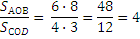 S_AOB / S_COD = 6 · 8 / 4 · 3 = 48 / 12 = 4